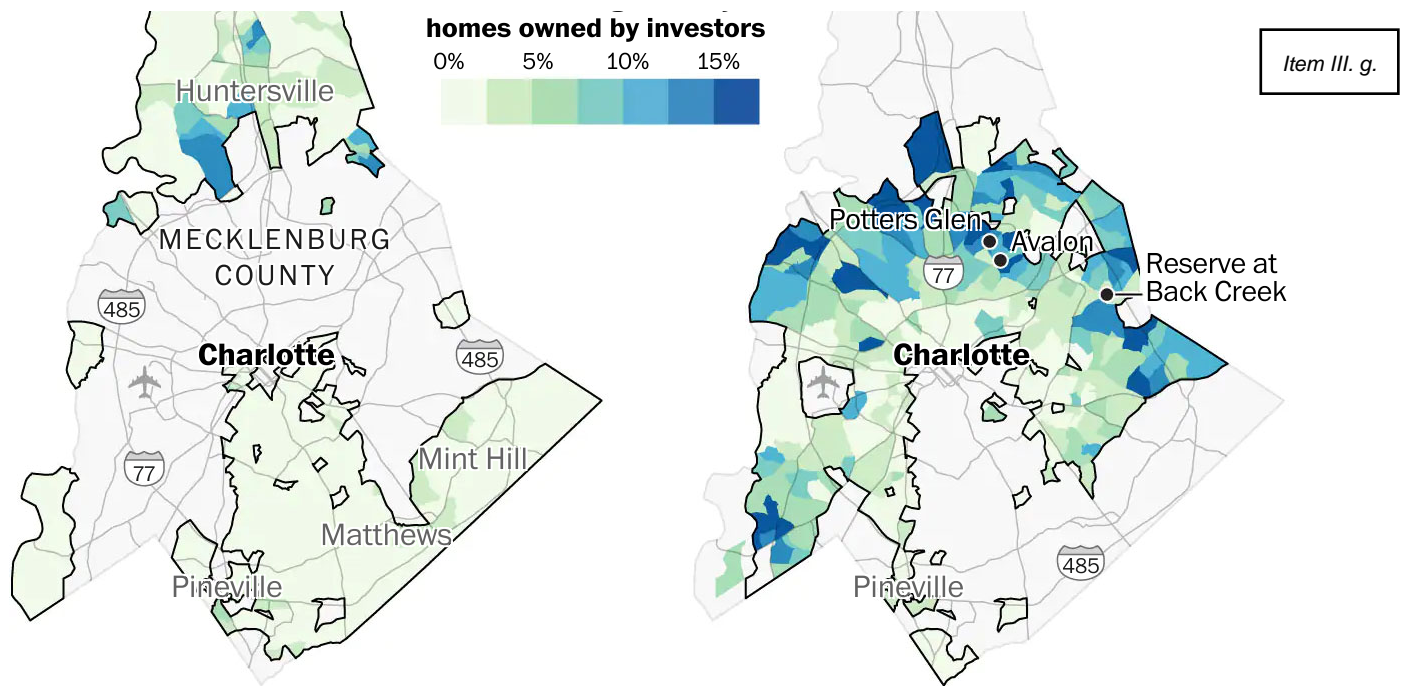 homes owned by investors
0% 5% 10% 15%
Item III. g.
Huntersville
MECKLENBURG
COUNTY
485
Charlotte
485
77
Mint Hill
Matthews
Pineville
Potters Glen
Avalon
77
Reserve at
Back Creek
Charlotte
485
Pineville